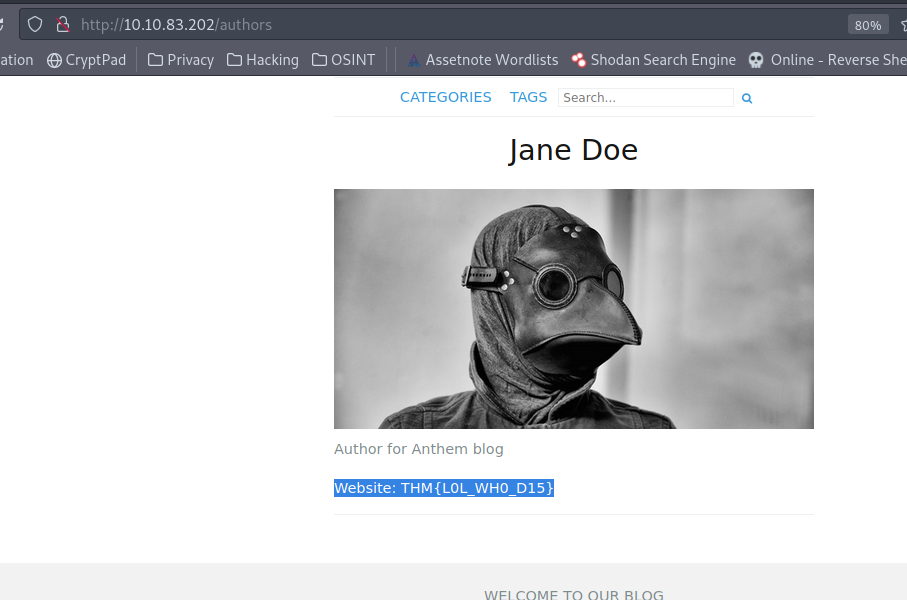 http://10.10.83.202/authors 80%
ation CryptPad Privacy Hacking OSINT Assetnote Wordlists Shodan Search Engine Online - Reverse She
CATEGORIES TAGS Search...
Jane Doe
Author for Anthem blog
Website: THM{L0L_WH0_D15}
WELCOME TO OUR BLOG